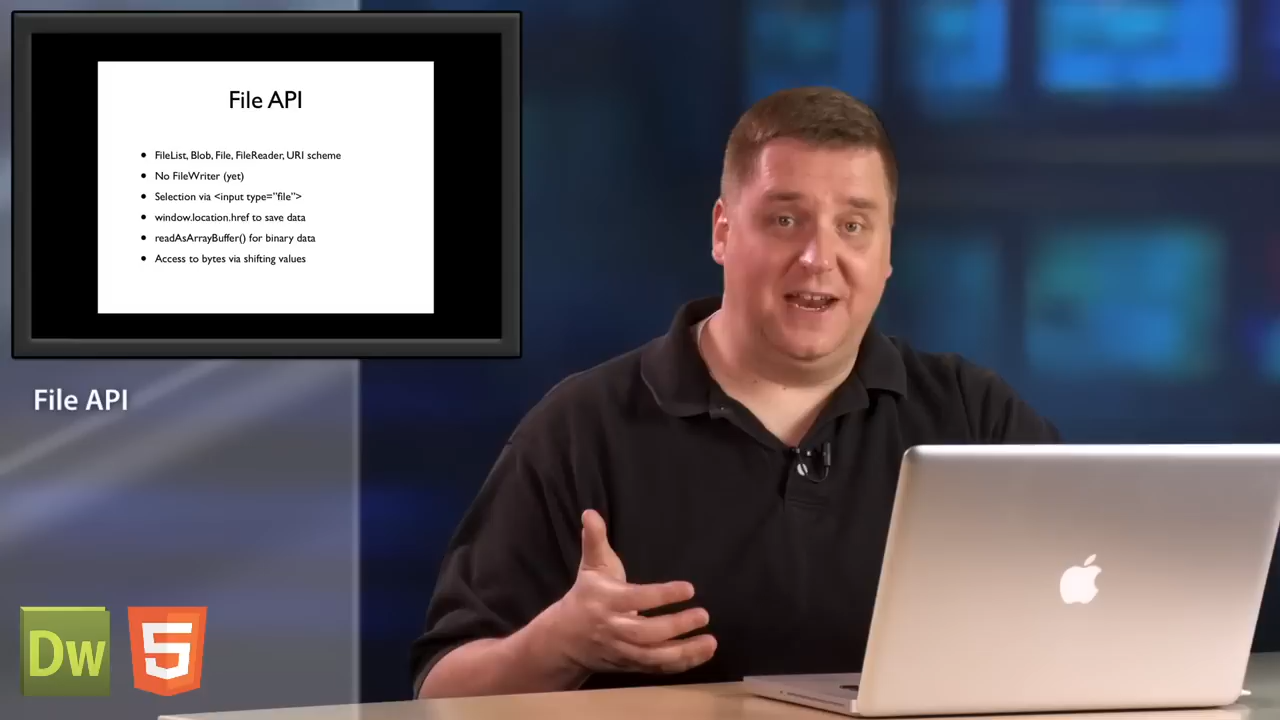 File API
• FileList, Blob, File, FileReader, URI scheme
• No FileWriter (yet)
• Selection via <input type="file">
• window.location.href to save data
• readAsArrayBuffer() for binary data
• Access to bytes via shifting values
File API
Dw
5